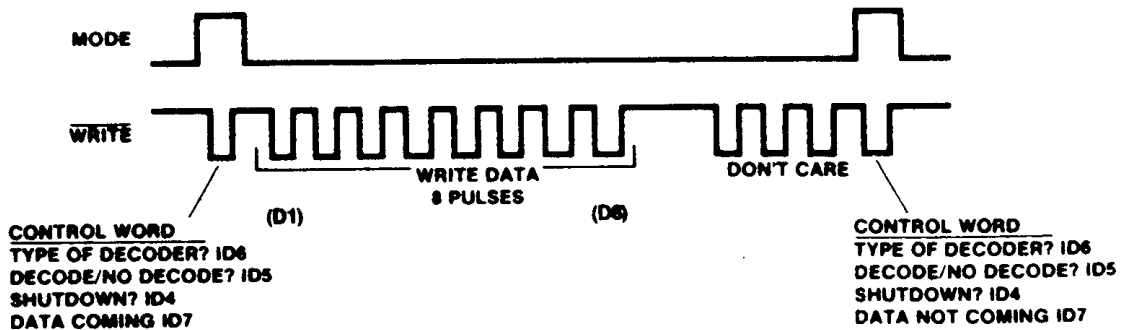 MODE
WRITE
WRITE DATA
8 PULSES
DON'T CARE
(D1)
(D8)
CONTROL WORD
TYPE OF DECODER? ID6
DECODE/NO DECODE? ID5
SHUTDOWN? ID4
DATA COMING ID7
CONTROL WORD
TYPE OF DECODER? ID6
DECODE/NO DECODE? ID5
SHUTDOWN? ID4
DATA NOT COMING ID7